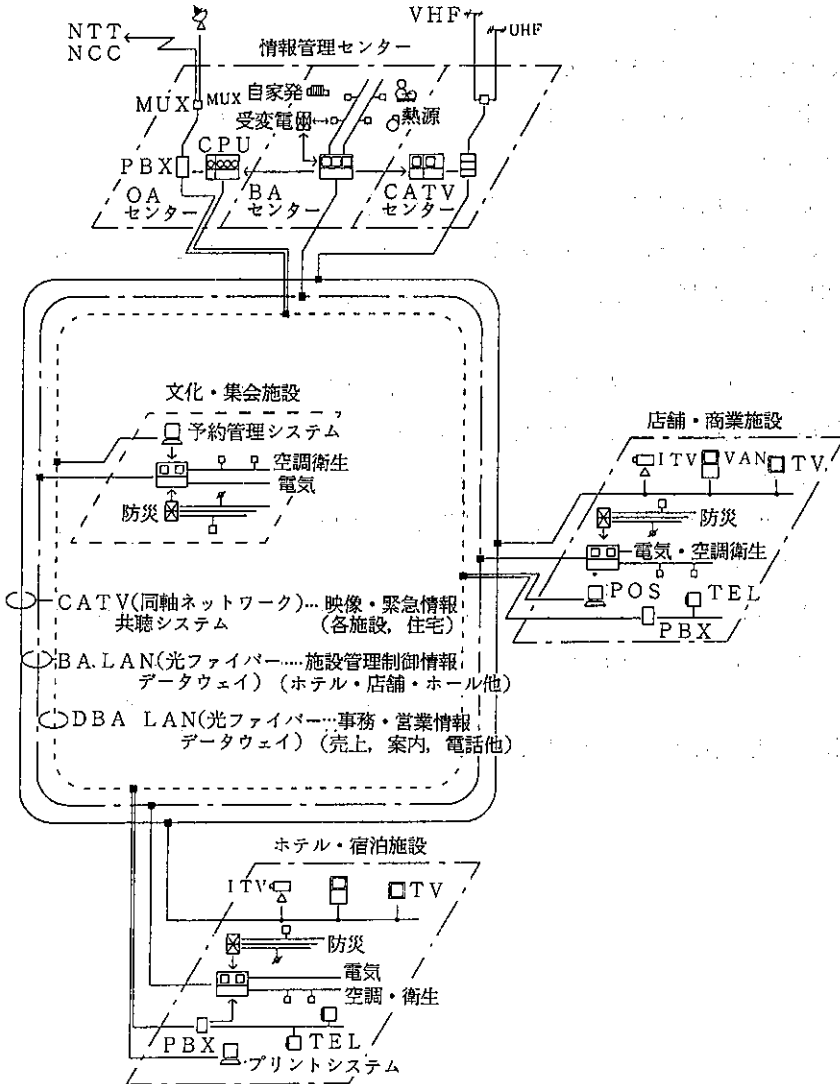 NTT
NCC
VHF
UHF
情報管理センター
MUX
MUX
自家発
受変電
熱源
CPU
PBX
OA
センター
BA
センター
CATV
センター
文化・集会施設
予約管理システム
空調衛生
電気
防災
店舗・商業施設
ITV
VAN
TV
防災
電気・空調衛生
POS
TEL
PBX
CATV(同軸ネットワーク)… 映像・緊急情報
共聴システム (各施設, 住宅)
BA.LAN(光ファイバー……施設管理制御情報
データウェイ) (ホテル・店舗・ホール他)
DBA LAN(光ファイバー…事務・営業情報
データウェイ) (売上, 案内, 電話他)
ホテル・宿泊施設
ITV
TV
防災
電気
空調・衛生
PBX
TEL
プリントシステム